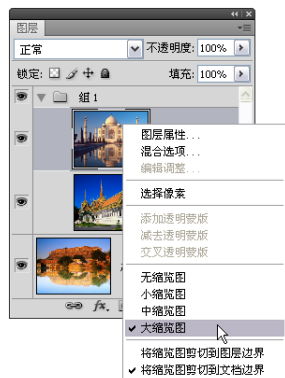 图层
正常
不透明度: 100%
锁定:
填充: 100%
组 1
图层属性...
混合选项...
编辑调整...
选择像素
添加透明蒙版
减去透明蒙版
交叉透明蒙版
无缩览图
小缩览图
中缩览图
大缩览图
将缩览图剪切到图层边界
将缩览图剪切到文档边界
fx.